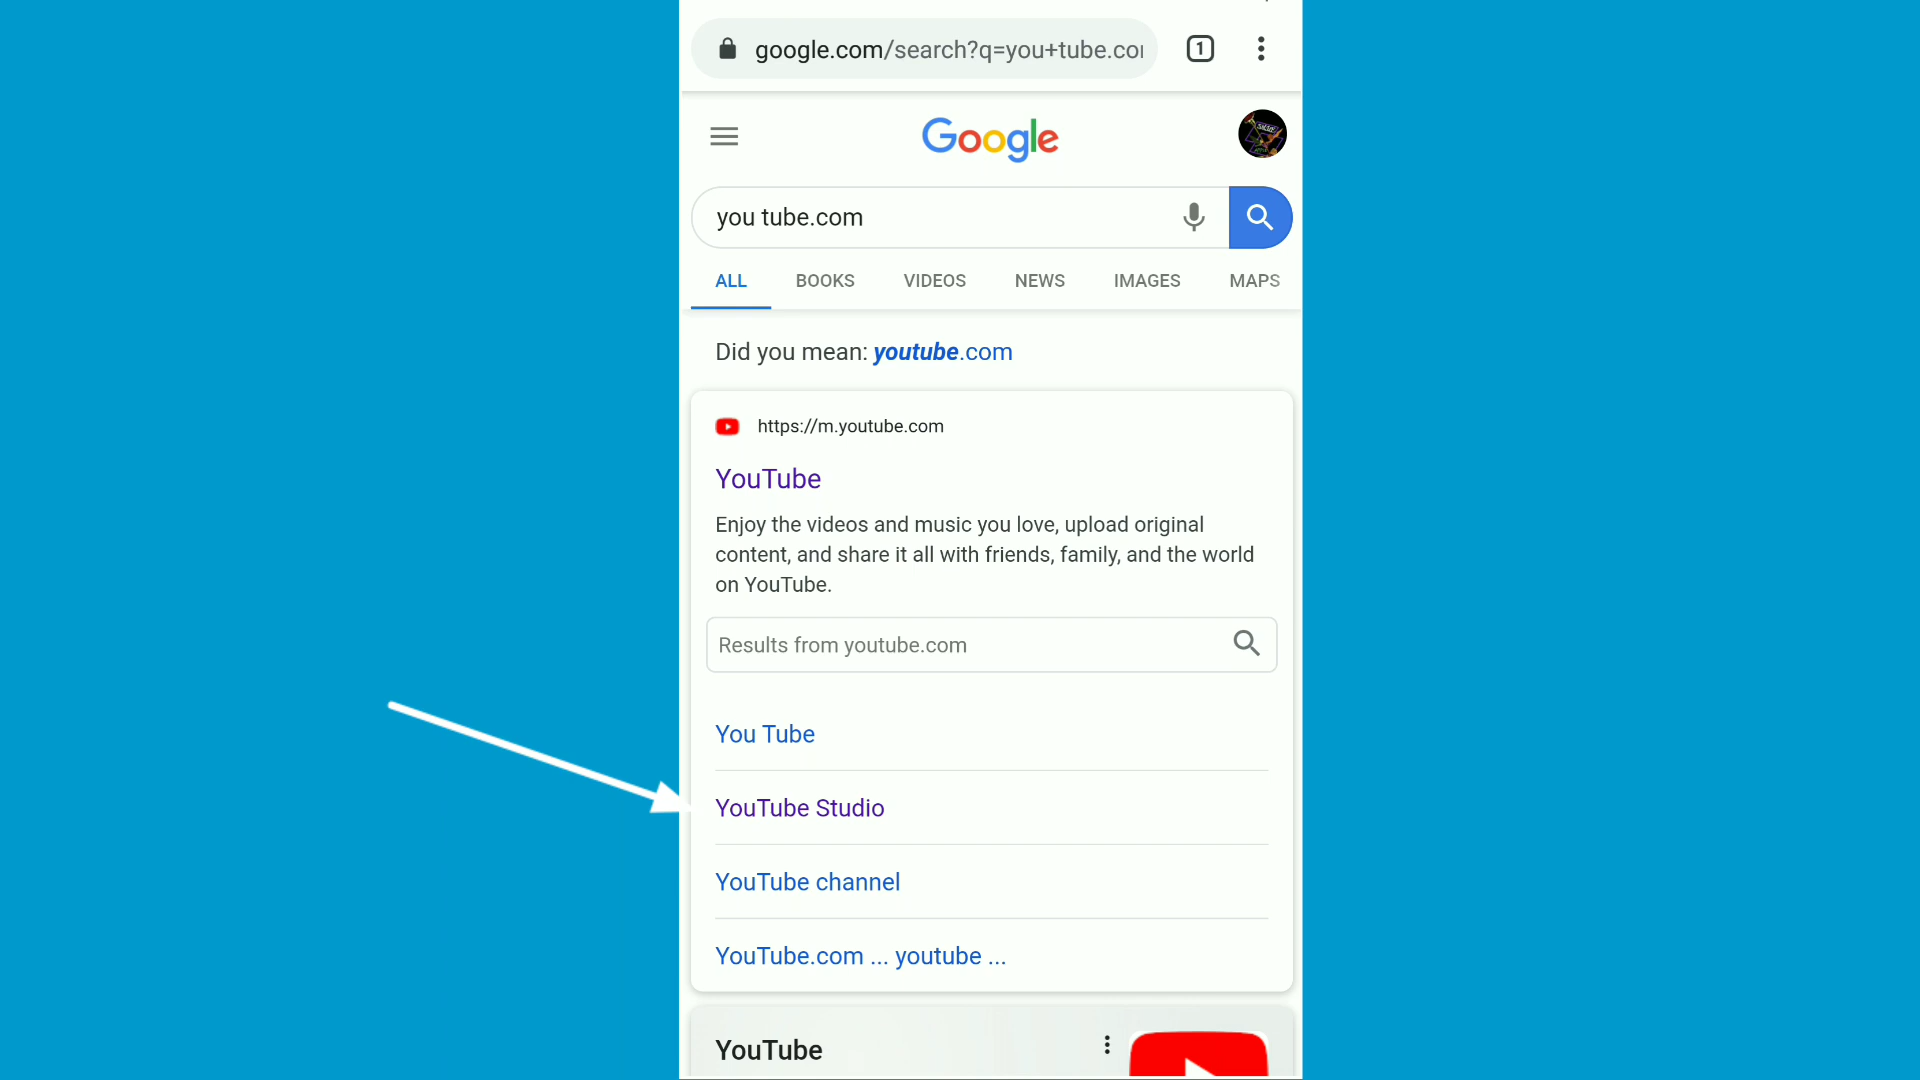 google.com/search?q=you+tube.co
1
Google
you tube.com
ALL BOOKS VIDEOS NEWS IMAGES MAPS
Did you mean: youtube.com
https://m.youtube.com
YouTube
Enjoy the videos and music you love, upload original
content, and share it all with friends, family, and the world
on YouTube.
Results from youtube.com
You Tube
YouTube Studio
YouTube channel
YouTube.com ... youtube ...
YouTube